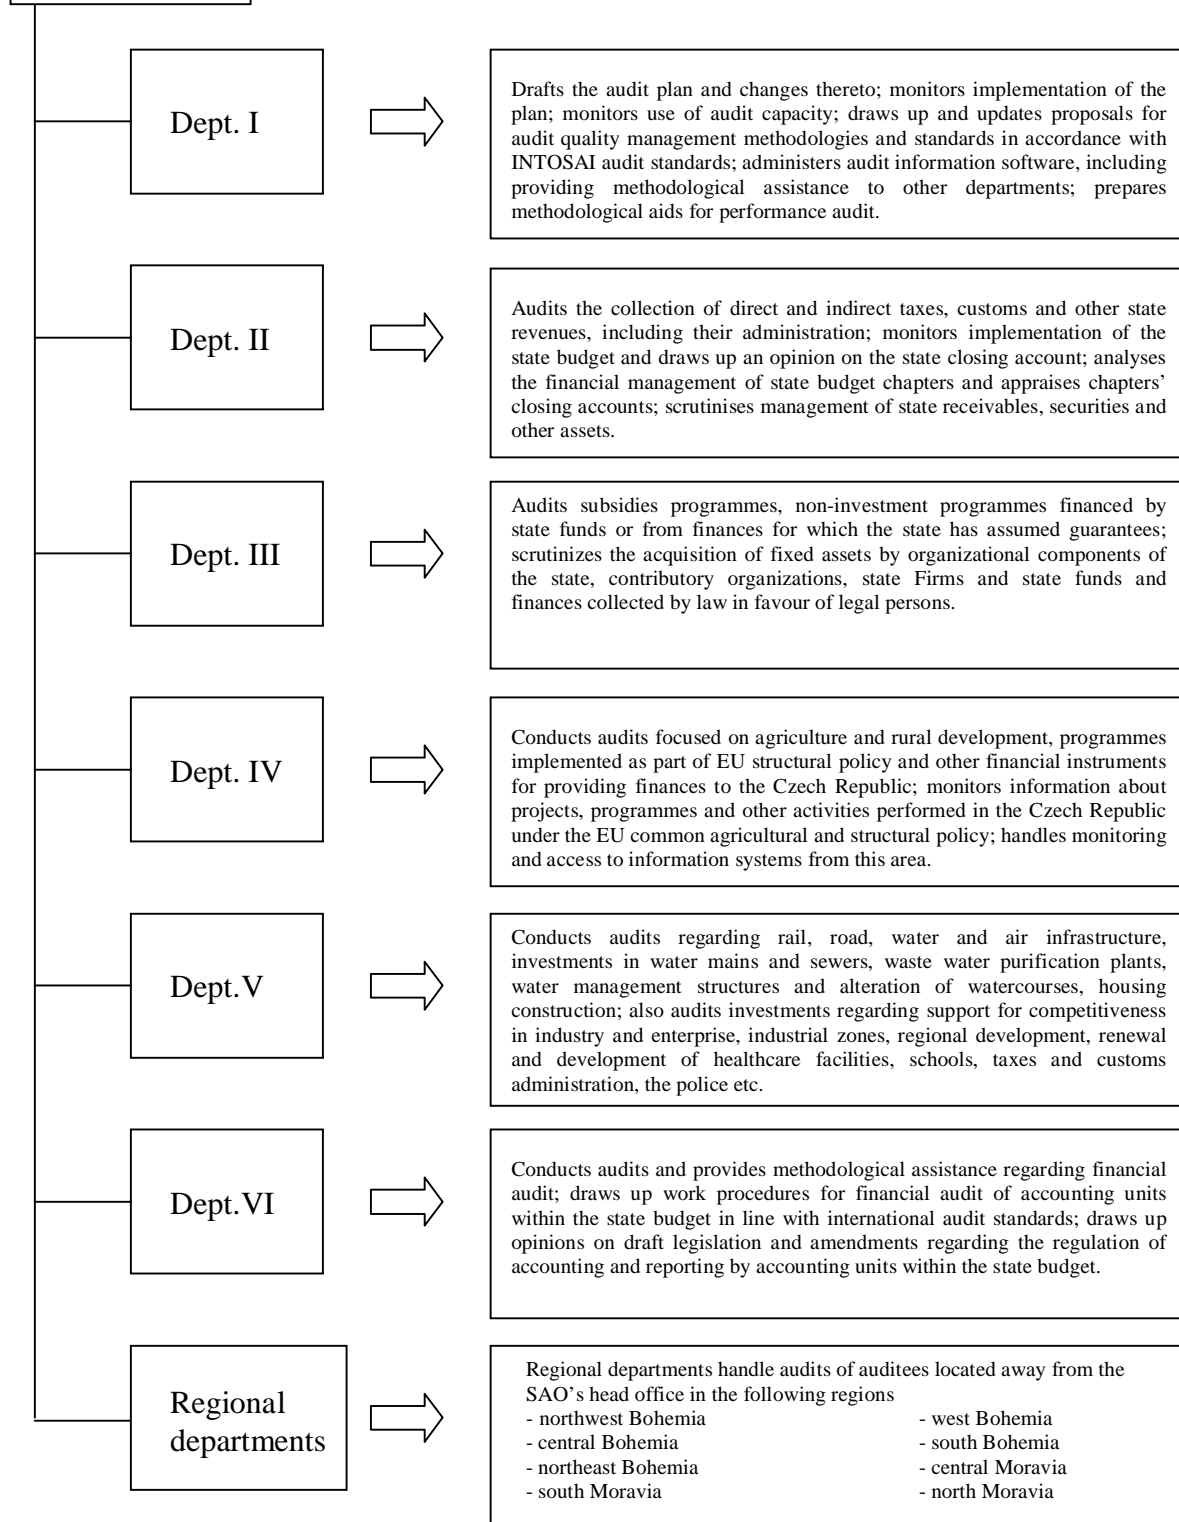 Dept. I
Drafts the audit plan and changes thereto; monitors implementation of the
plan; monitors use of audit capacity; draws up and updates proposals for
audit quality management methodologies and standards in accordance with
INTOSAI audit standards; administers audit information software, including
providing methodological assistance to other departments; prepares
methodological aids for performance audit.
Dept. II
Audits the collection of direct and indirect taxes, customs and other state
revenues, including their administration; monitors implementation of the
state budget and draws up an opinion on the state closing account; analyses
the financial management of state budget chapters and appraises chapters’
closing accounts; scrutinises management of state receivables, securities and
other assets.
Dept. III
Audits subsidies programmes, non-investment programmes financed by
state funds or from finances for which the state has assumed guarantees;
scrutinizes the acquisition of fixed assets by organizational components of
the state, contributory organizations, state Firms and state funds and
finances collected by law in favour of legal persons.
Dept. IV
Conducts audits focused on agriculture and rural development, programmes
implemented as part of EU structural policy and other financial instruments
for providing finances to the Czech Republic; monitors information about
projects, programmes and other activities performed in the Czech Republic
under the EU common agricultural and structural policy; handles monitoring
and access to information systems from this area.
Dept.V
Conducts audits regarding rail, road, water and air infrastructure,
investments in water mains and sewers, waste water purification plants,
water management structures and alteration of watercourses, housing
construction; also audits investments regarding support for competitiveness
in industry and enterprise, industrial zones, regional development, renewal
and development of healthcare facilities, schools, taxes and customs
administration, the police etc.
Dept.VI
Conducts audits and provides methodological assistance regarding financial
audit; draws up work procedures for financial audit of accounting units
within the state budget in line with international audit standards; draws up
opinions on draft legislation and amendments regarding the regulation of
accounting and reporting by accounting units within the state budget.
Regional
departments
Regional departments handle audits of auditees located away from the
SAO’s head office in the following regions
- northwest Bohemia - west Bohemia
- central Bohemia - south Bohemia
- northeast Bohemia - central Moravia
- south Moravia - north Moravia